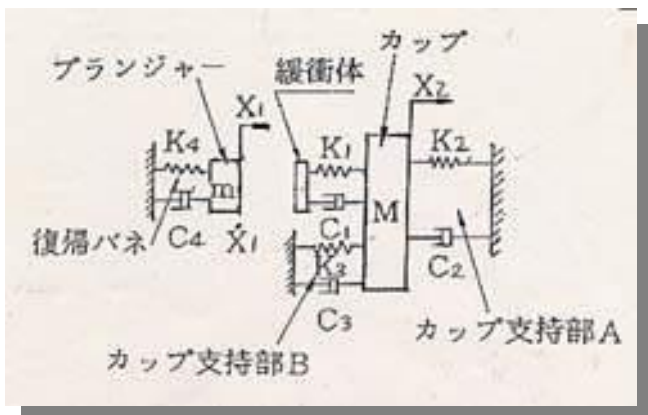 カップ
プランジャー
緩衝体
X1
X2
K4
K1
K2
m
M
復帰バネ
C4
Ẋ1
C1
K3
C2
C3
カップ支持部A
カップ支持部B